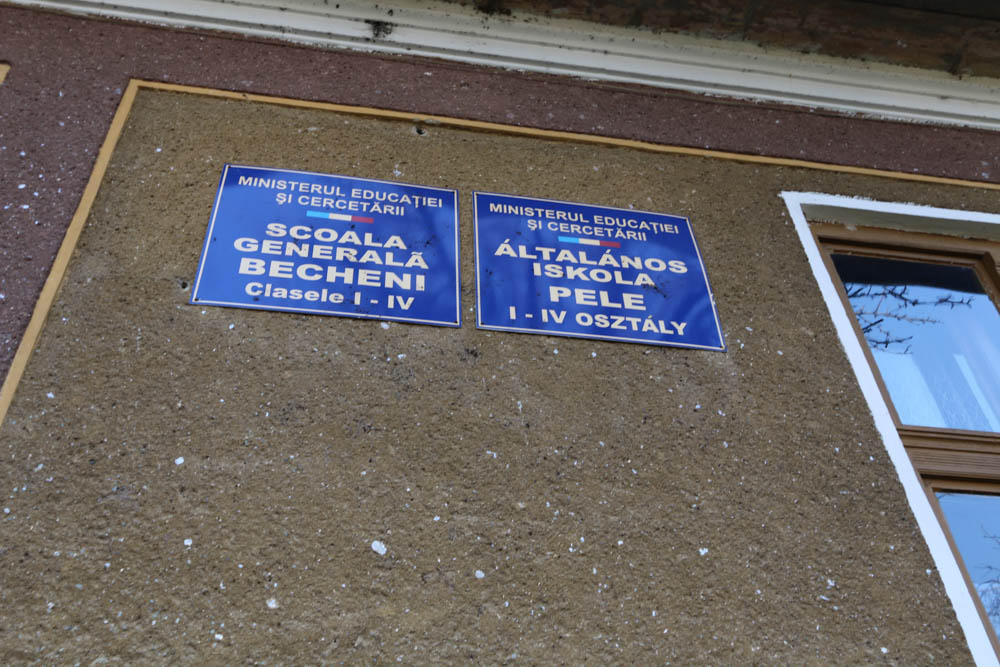 MINISTERUL EDUCAȚIEI
ȘI CERCETĂRII
SCOALA
GENERALĂ
BECHENI
Clasele I - IV
MINISTERUL EDUCAȚIEI
ȘI CERCETĂRII
ÁLTALÁNOS
ISKOLA
PELE
I - IV OSZTÁLY